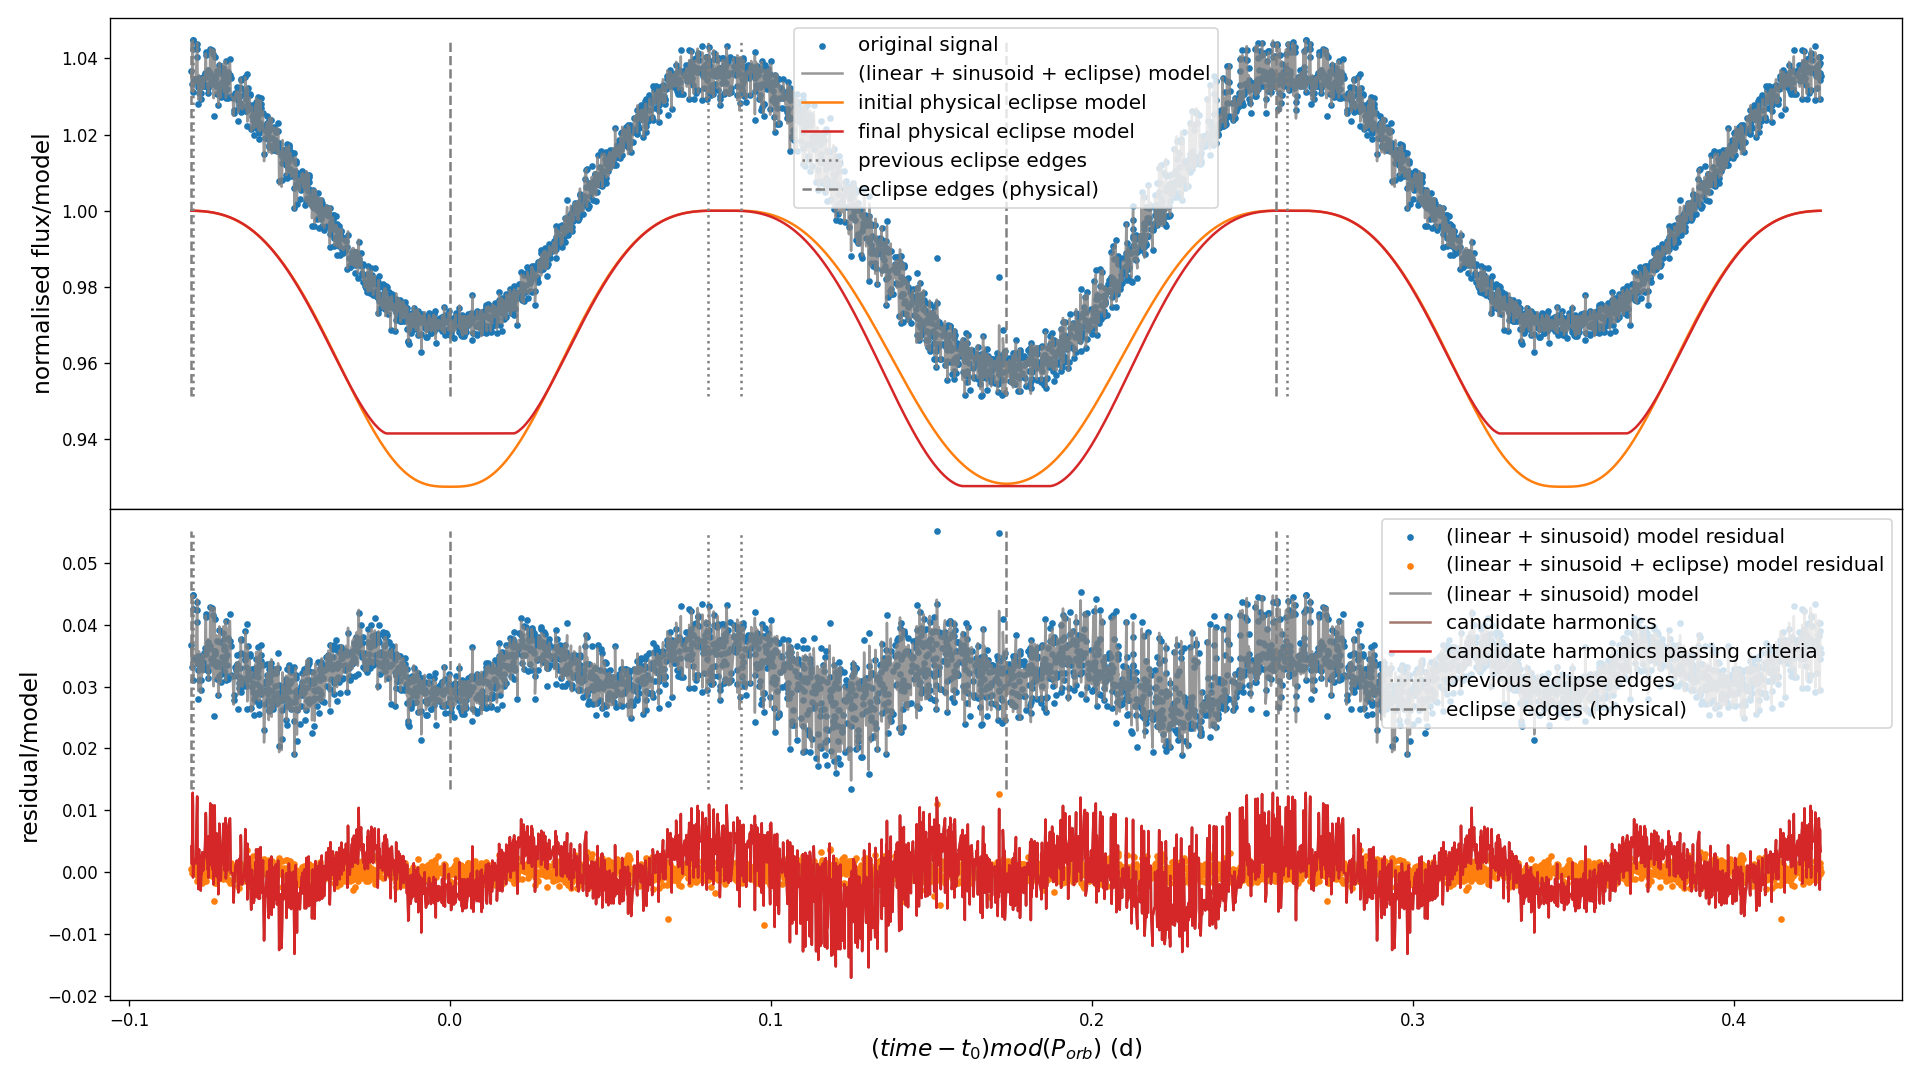 1.04
1.02
1.00
0.98
0.96
0.94
normalised flux/model
original signal
(linear + sinusoid + eclipse) model
initial physical eclipse model
final physical eclipse model
previous eclipse edges
eclipse edges (physical)
0.05
0.04
0.03
0.02
0.01
0.00
−0.01
−0.02
residual/model
(linear + sinusoid) model residual
(linear + sinusoid + eclipse) model residual
(linear + sinusoid) model
candidate harmonics
candidate harmonics passing criteria
previous eclipse edges
eclipse edges (physical)
−0.1
0.0
0.1
0.2
0.3
0.4
(time − t₀)mod(P_orb) (d)